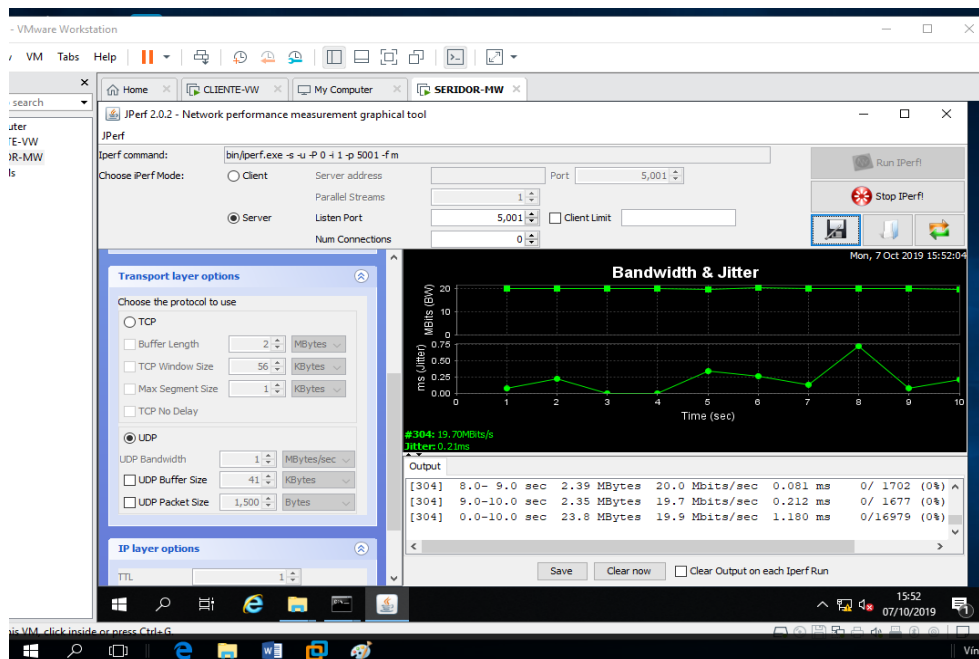 - VMware Workstation
VM Tabs Help
search
Home CLIENTE-VW My Computer SERIDOR-MW
uter
TE-VW
OR-MW
ls
JPerf 2.0.2 - Network performance measurement graphical tool
JPerf
Iperf command: bin/iperf.exe -s -u -P 0 -i 1 -p 5001 -f m
Run IPerf!
Choose iPerf Mode: Client Server address Port 5,001
Parallel Streams 1
Stop IPerf!
Server Listen Port 5,001 Client Limit
Num Connections 0
Transport layer options
Choose the protocol to use
TCP
Buffer Length 2 MBytes
TCP Window Size 56 KBytes
Max Segment Size 1 KBytes
TCP No Delay
UDP
UDP Bandwidth 1 MBytes/sec
UDP Buffer Size 41 KBytes
UDP Packet Size 1,500 Bytes
IP layer options
TTL 1
Mon, 7 Oct 2019 15:52:04
Bandwidth & Jitter
MBits (BW)
20
10
0
ms (Jitter)
0.75
0.50
0.25
0.00
0 1 2 3 4 5 6 7 8 9 10
Time (sec)
#304: 19.70MBits/s
Jitter: 0.21ms
Output
[304] 8.0- 9.0 sec 2.39 MBytes 20.0 Mbits/sec 0.081 ms 0/ 1702 (0%)
[304] 9.0-10.0 sec 2.35 MBytes 19.7 Mbits/sec 0.212 ms 0/ 1677 (0%)
[304] 0.0-10.0 sec 23.8 MBytes 19.9 Mbits/sec 1.180 ms 0/16979 (0%)
Save Clear now Clear Output on each Iperf Run
15:52
07/10/2019
1
his VM, click inside or press Ctrl+G.
Vir